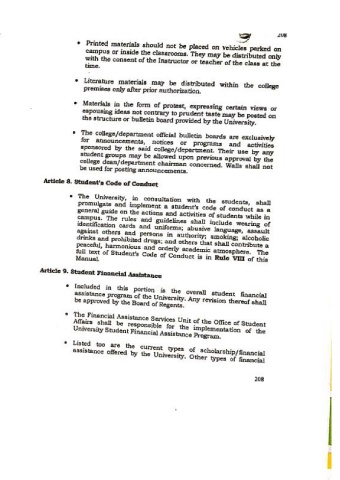 208
• Printed materials should not be placed on vehicles parked on
campus or inside the classrooms. They may be distributed only
with the consent of the Instructor or teacher of the class at the
time.
• Literature materials may be distributed within the college
premises only after prior authorization.
• Materials in the form of protest, expressing certain views or
espousing ideas not contrary to prudent taste may be posted on
the structure or bulletin board provided by the University.
• The college/department official bulletin boards are exclusively
for announcements, notices or programs and activities
sponsored by the said college/department. Their use by any
student groups may be allowed upon previous approval by the
college dean/department chairman concerned. Walls shall not
be used for posting announcements.
Article 8. Student's Code of Conduct
• The University, in consultation with the students, shall
promulgate and implement a student's code of conduct as a
general guide on the actions and activities of students while in
campus. The rules and guidelines shall include wearing of
identification cards and uniforms; abusive language, assault
against others and persons in authority; smoking; alcoholic
drinks and prohibited drugs; and others that shall contribute a
peaceful, harmonious and orderly academic atmosphere. The
full text of Student's Code of Conduct is in Rule VIII of this
Manual.
Article 9. Student Financial Assistance
• Included in this portion is the overall student financial
assistance program of the University. Any revision thereof shall
be approved by the Board of Regents.
• The Financial Assistance Services Unit of the Office of Student
Affairs shall be responsible for the implementation of the
University Student Financial Assistance Program.
• Listed too are the current types of scholarship/financial
assistance offered by the University. Other types of financial
208